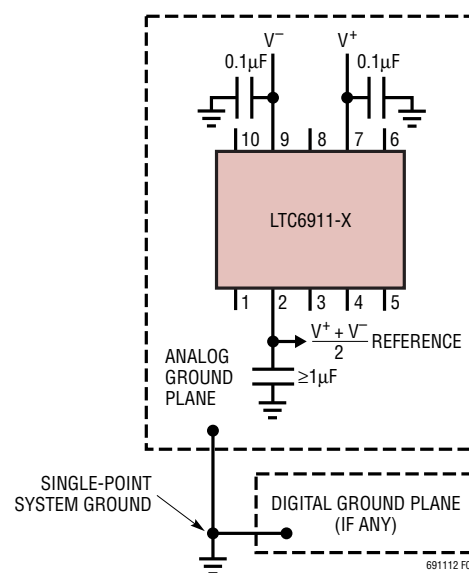 V– V+
0.1µF 0.1µF
10 9 8 7 6
LTC6911-X
1 2 3 4 5
V+ + V–
2
REFERENCE
≥1µF
ANALOG
GROUND
PLANE
SINGLE-POINT
SYSTEM GROUND
DIGITAL GROUND PLANE
(IF ANY)
691112